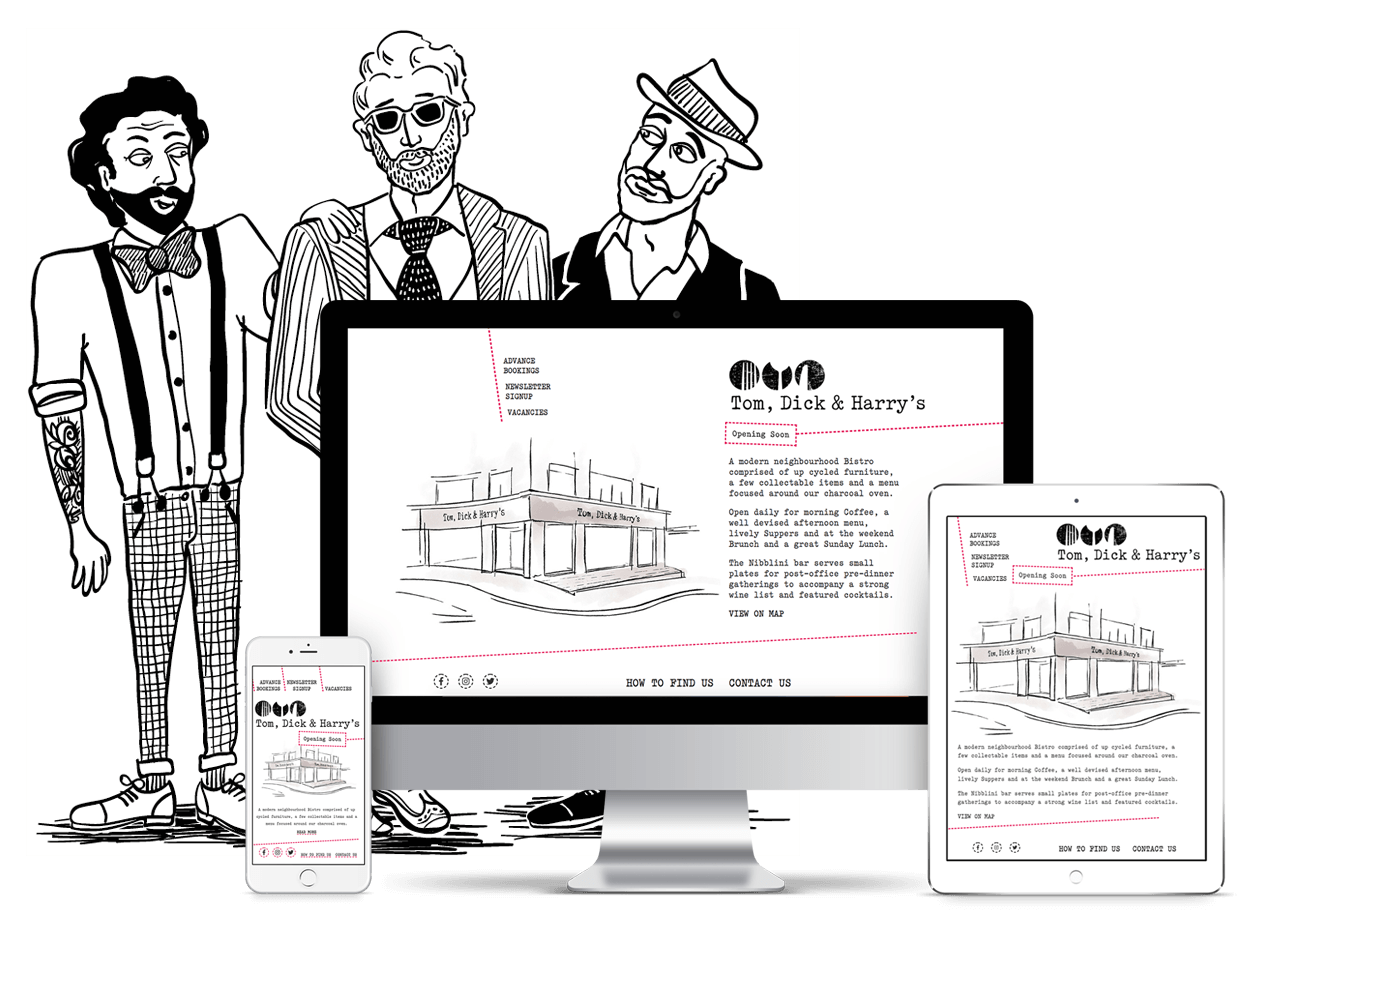 ADVANCE
BOOKINGS
NEWSLETTER
SIGNUP
VACANCIES
Tom, Dick & Harry's
Opening Soon
A modern neighbourhood Bistro
comprised of up cycled furniture,
a few collectable items and a menu
focused around our charcoal oven.
Open daily for morning Coffee, a
well devised afternoon menu,
lively Suppers and at the weekend
Brunch and a great Sunday Lunch.
The Nibblini bar serves small
plates for post-office pre-dinner
gatherings to accompany a strong
wine list and featured cocktails.
VIEW ON MAP
Tom, Dick & Harry's
Tom, Dick & Harry's
HOW TO FIND US CONTACT US
ADVANCE
BOOKINGS
NEWSLETTER
SIGNUP
VACANCIES
Tom, Dick & Harry's
Opening Soon
Tom, Dick & Harry's
Tom, Dick & Harry's
A modern neighbourhood Bistro comprised of up cycled furniture, a
few collectable items and a menu focused around our charcoal oven.
Open daily for morning Coffee, a well devised afternoon menu,
lively Suppers and at the weekend Brunch and a great Sunday Lunch.
The Nibblini bar serves small plates for post-office pre-dinner
gatherings to accompany a strong wine list and featured cocktails.
VIEW ON MAP
HOW TO FIND US CONTACT US
ADVANCE
BOOKINGS
NEWSLETTER
SIGNUP
VACANCIES
Tom, Dick & Harry's
Opening Soon
A modern neighbourhood Bistro comprised of up
cycled furniture, a few collectable items and a
menu focused around our charcoal oven.
READ MORE
HOW TO FIND US CONTACT US